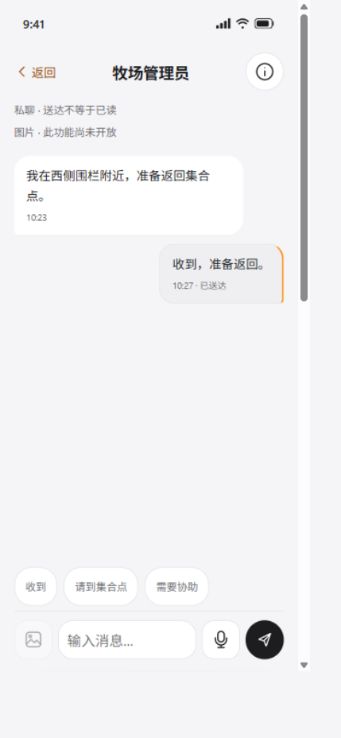 9:41
返回
牧场管理员
私聊 · 送达不等于已读
图片 · 此功能尚未开放
我在西侧围栏附近，准备返回集合
点。
10:23
收到，准备返回。
10:27 · 已送达
收到
请到集合点
需要协助
输入消息...